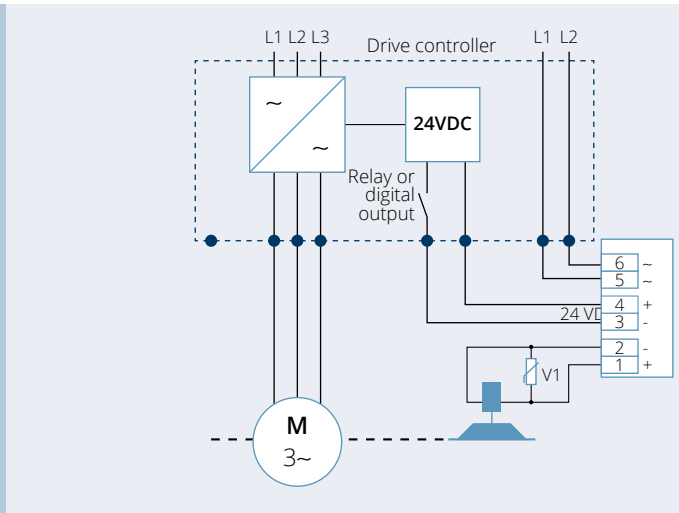 L1 L2 L3
Drive controller
L1 L2
~
~
24VDC
Relay or
digital
output
6 ~
5 ~
4 +
24 VD
3 -
2 -
1 +
V1
M
3~